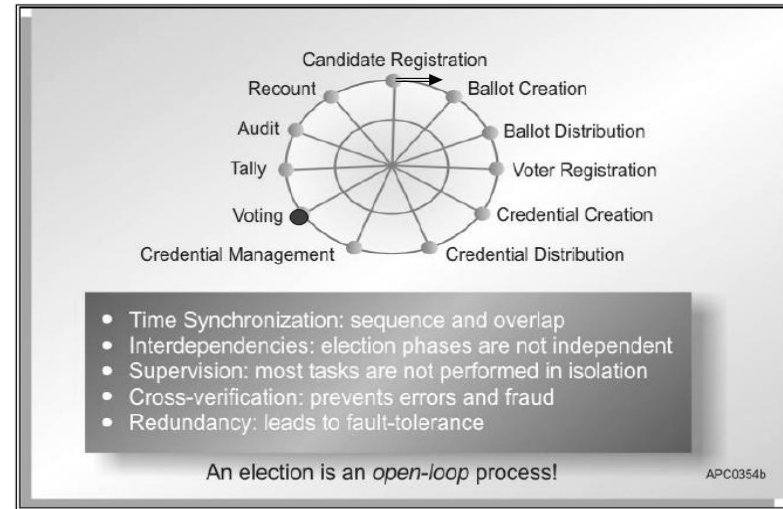 Candidate Registration
Recount
Ballot Creation
Audit
Ballot Distribution
Tally
Voter Registration
Voting
Credential Creation
Credential Management
Credential Distribution
• Time Synchronization: sequence and overlap
• Interdependencies: election phases are not independent
• Supervision: most tasks are not performed in isolation
• Cross-verification: prevents errors and fraud
• Redundancy: leads to fault-tolerance
An election is an open-loop process!
APC0354b